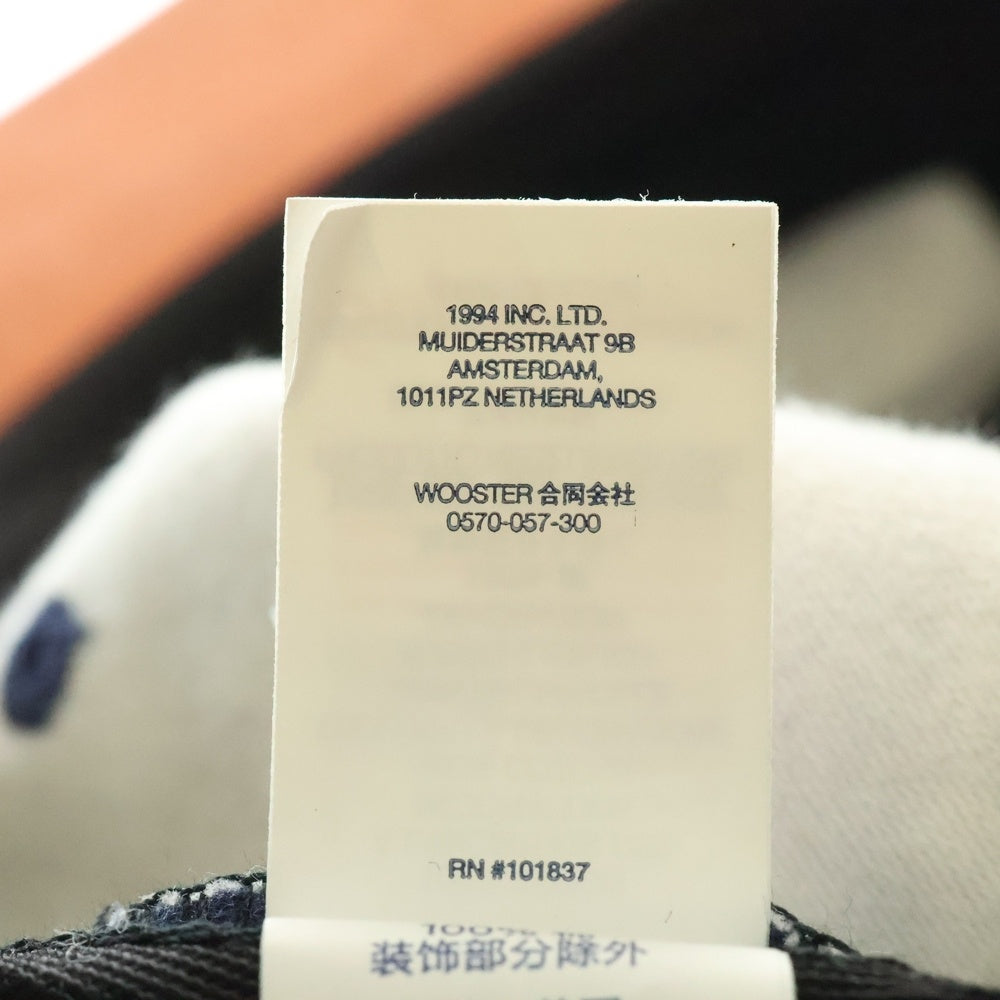 1994 INC. LTD.
MUIDERSTRAAT 9B
AMSTERDAM,
1011PZ NETHERLANDS
WOOSTER 合同会社
0570-057-300
RN #101837
100%
装饰部分除外